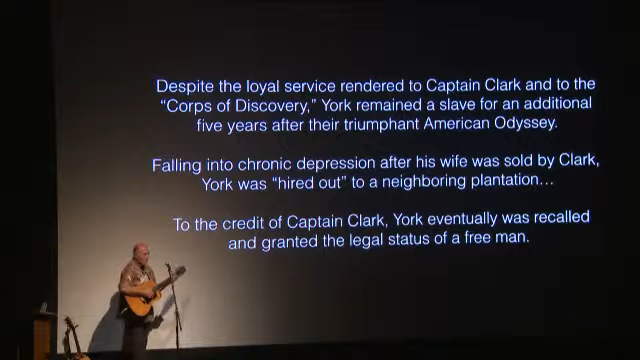 Despite the loyal service rendered to Captain Clark and to the
“Corps of Discovery,” York remained a slave for an additional
five years after their triumphant American Odyssey.
Falling into chronic depression after his wife was sold by Clark,
York was “hired out” to a neighboring plantation...
To the credit of Captain Clark, York eventually was recalled
and granted the legal status of a free man.